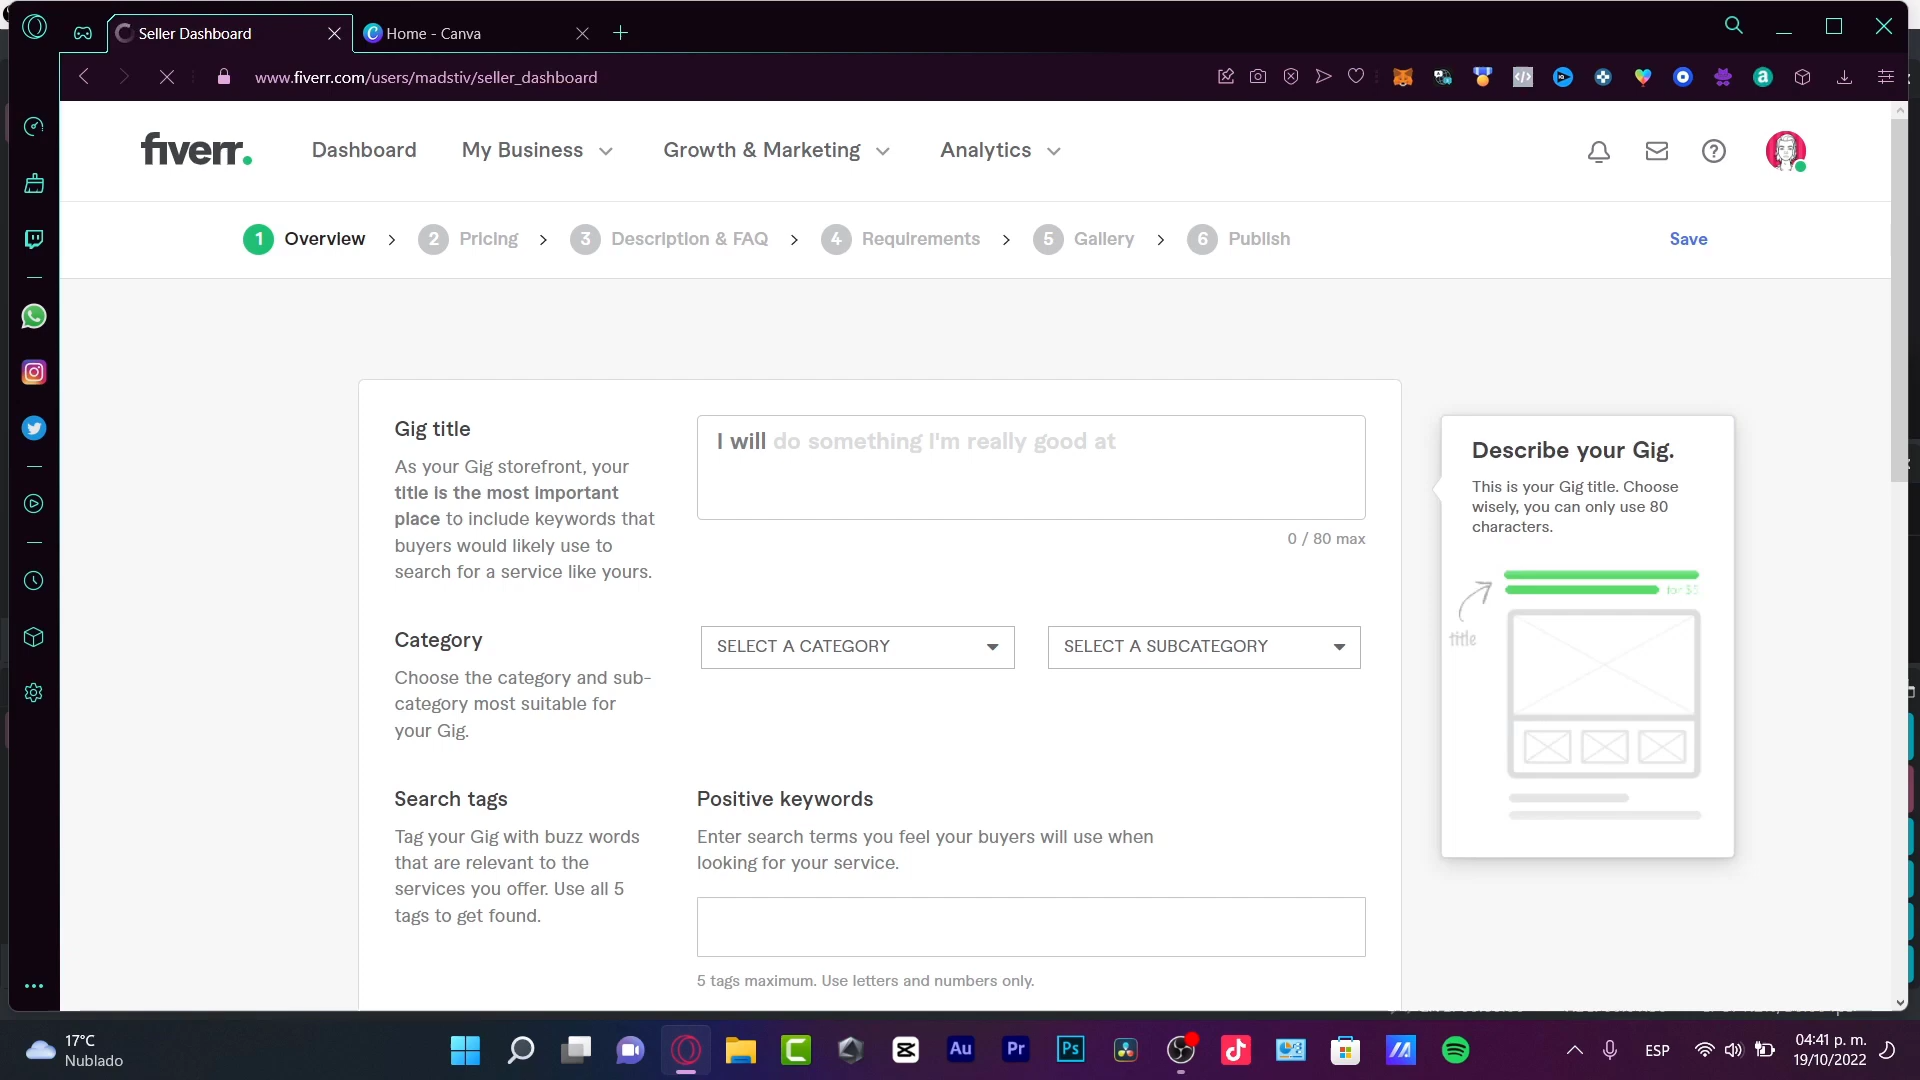 Seller Dashboard
Home - Canva
www.fiverr.com/users/madstiv/seller_dashboard
fiverr.
Dashboard
My Business
Growth & Marketing
Analytics
1 Overview
2 Pricing
3 Description & FAQ
4 Requirements
5 Gallery
6 Publish
Save
Gig title
As your Gig storefront, your
title is the most important
place to include keywords that
buyers would likely use to
search for a service like yours.
I will do something I'm really good at
0 / 80 max
Describe your Gig.
This is your Gig title. Choose
wisely, you can only use 80
characters.
for $5
title
Category
Choose the category and sub-
category most suitable for
your Gig.
SELECT A CATEGORY
SELECT A SUBCATEGORY
Search tags
Tag your Gig with buzz words
that are relevant to the
services you offer. Use all 5
tags to get found.
Positive keywords
Enter search terms you feel your buyers will use when
looking for your service.
5 tags maximum. Use letters and numbers only.
17°C
Nublado
Au
Pr
Ps
ESP
04:41 p. m.
19/10/2022